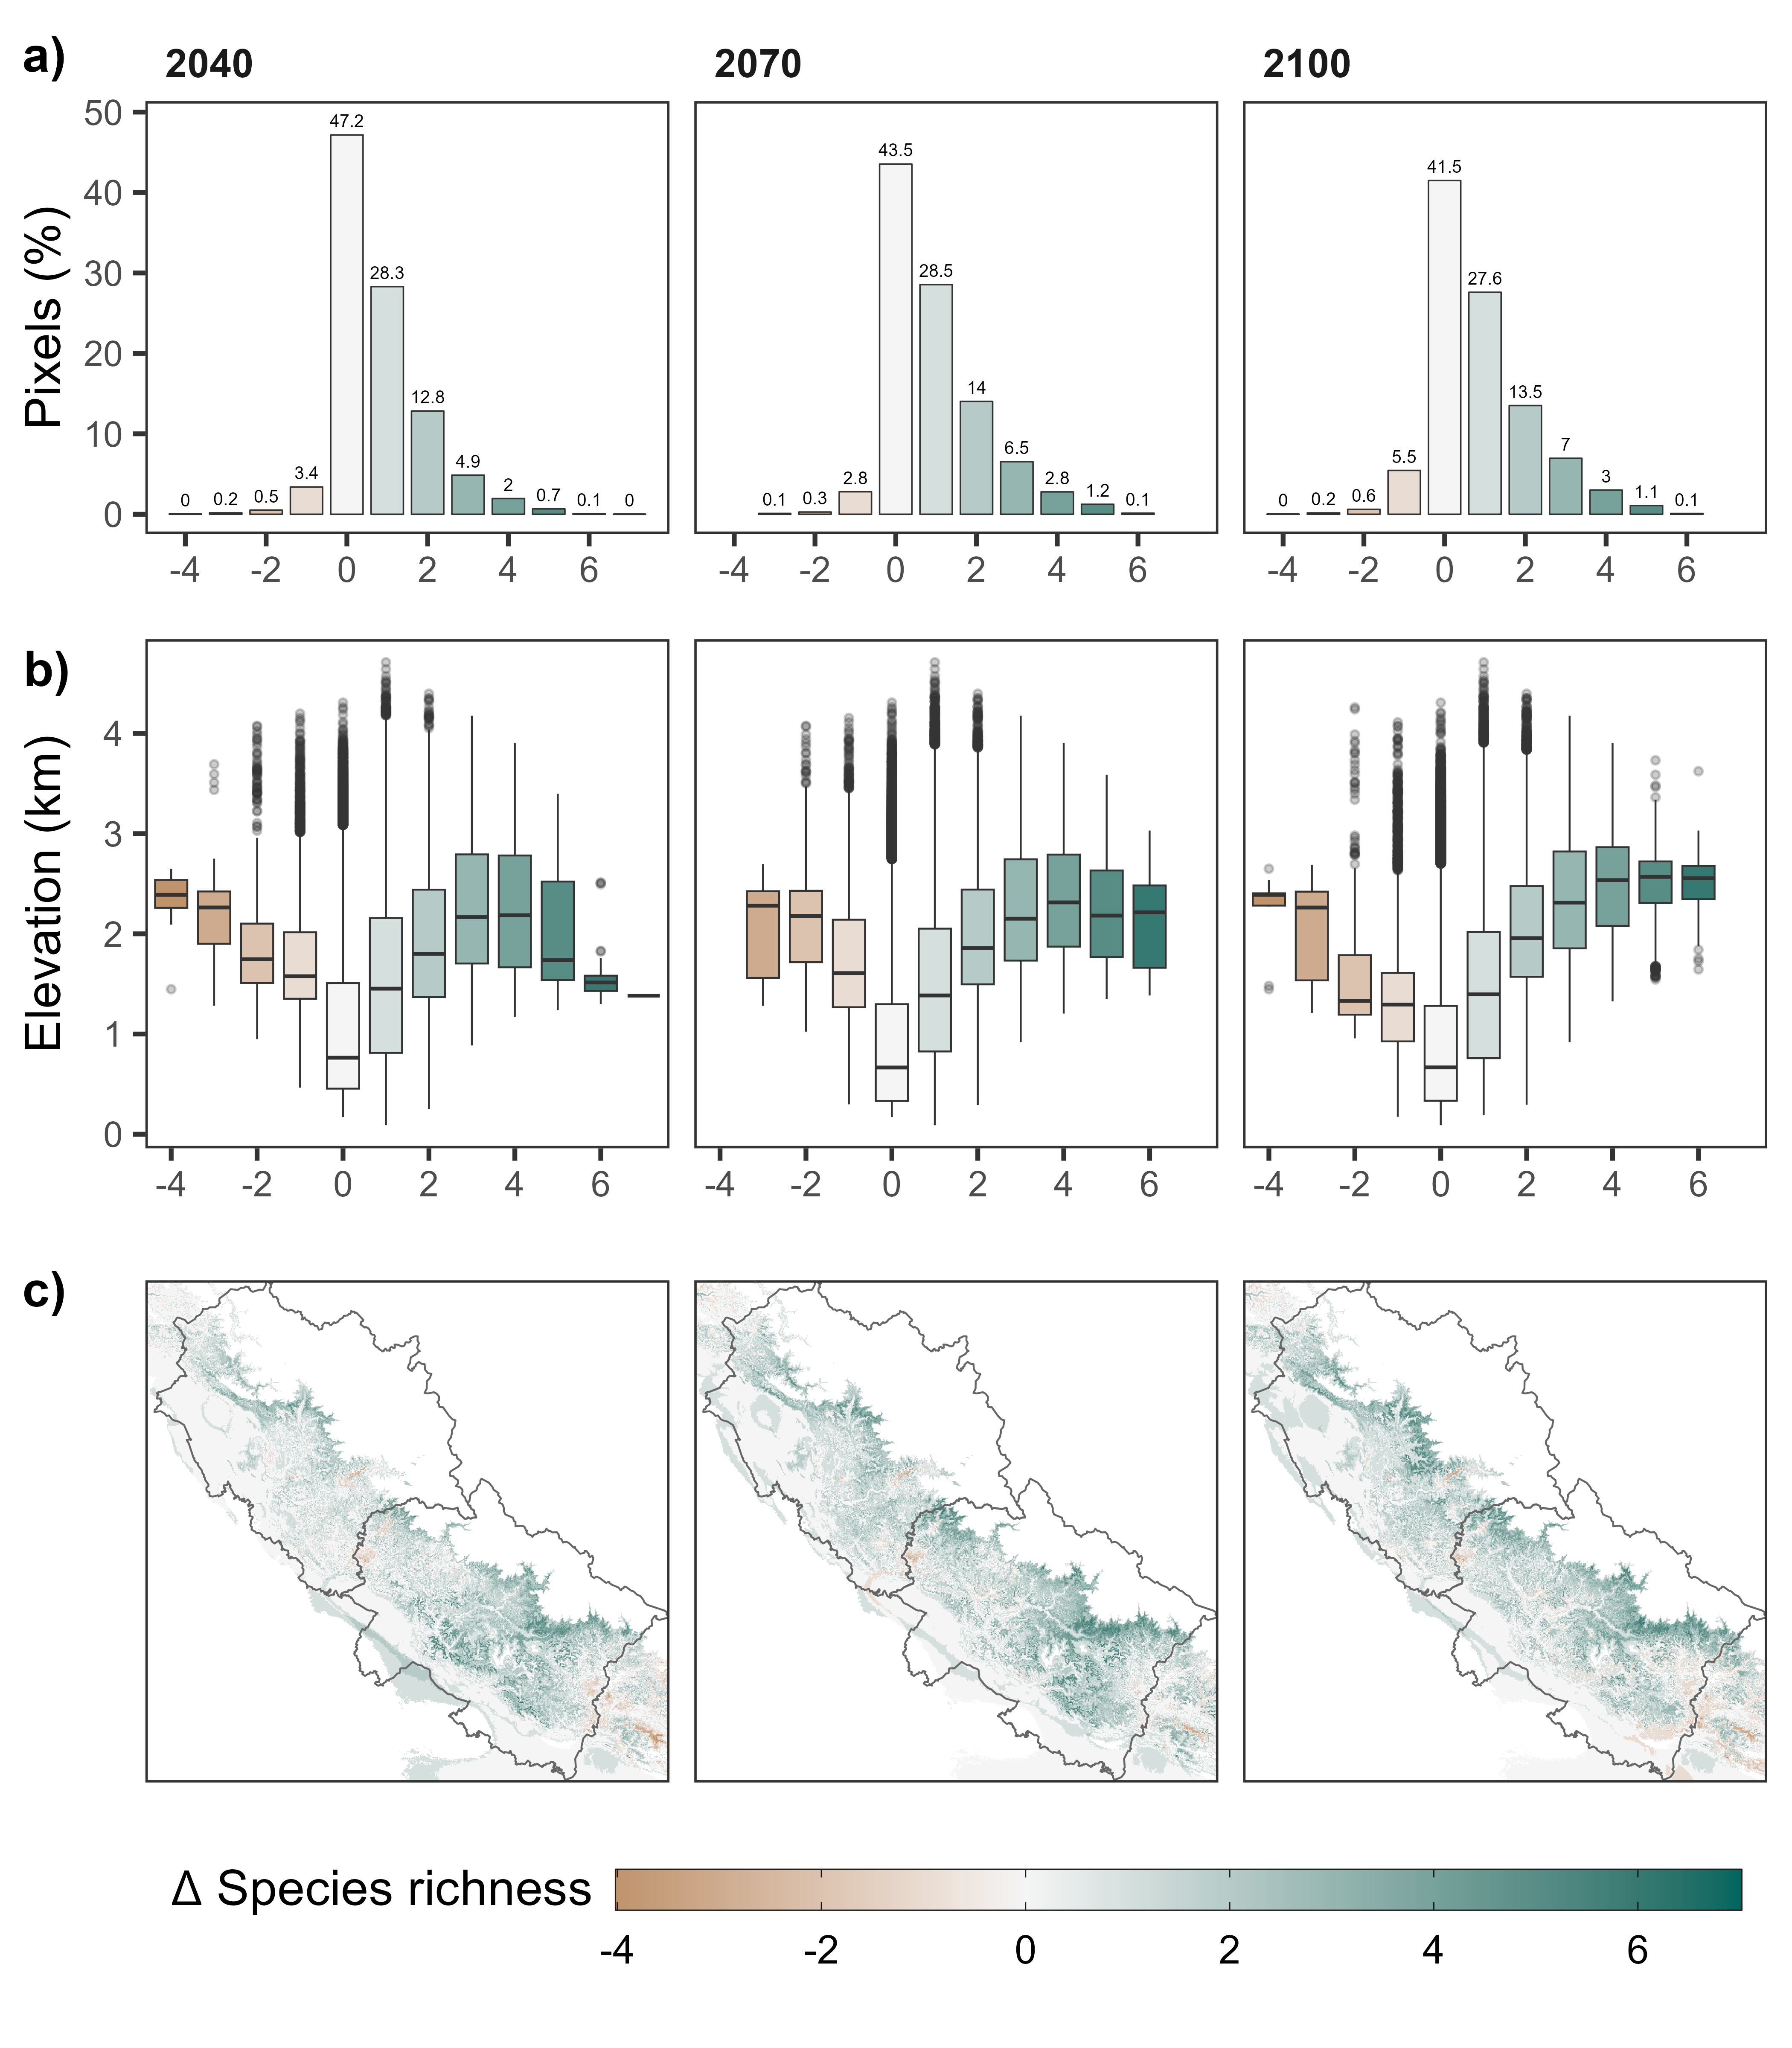 a)
2040 2070 2100
Pixels (%)
50
40
30
20
10
0
0 0.2 0.5 3.4 47.2 28.3 12.8 4.9 2 0.7 0.1 0
0.1 0.3 2.8 43.5 28.5 14 6.5 2.8 1.2 0.1
0 0.2 0.6 5.5 41.5 27.6 13.5 7 3 1.1 0.1
-4 -2 0 2 4 6 -4 -2 0 2 4 6 -4 -2 0 2 4 6
b)
Elevation (km)
4
3
2
1
0
-4 -2 0 2 4 6 -4 -2 0 2 4 6 -4 -2 0 2 4 6
c)
Δ Species richness
-4 -2 0 2 4 6